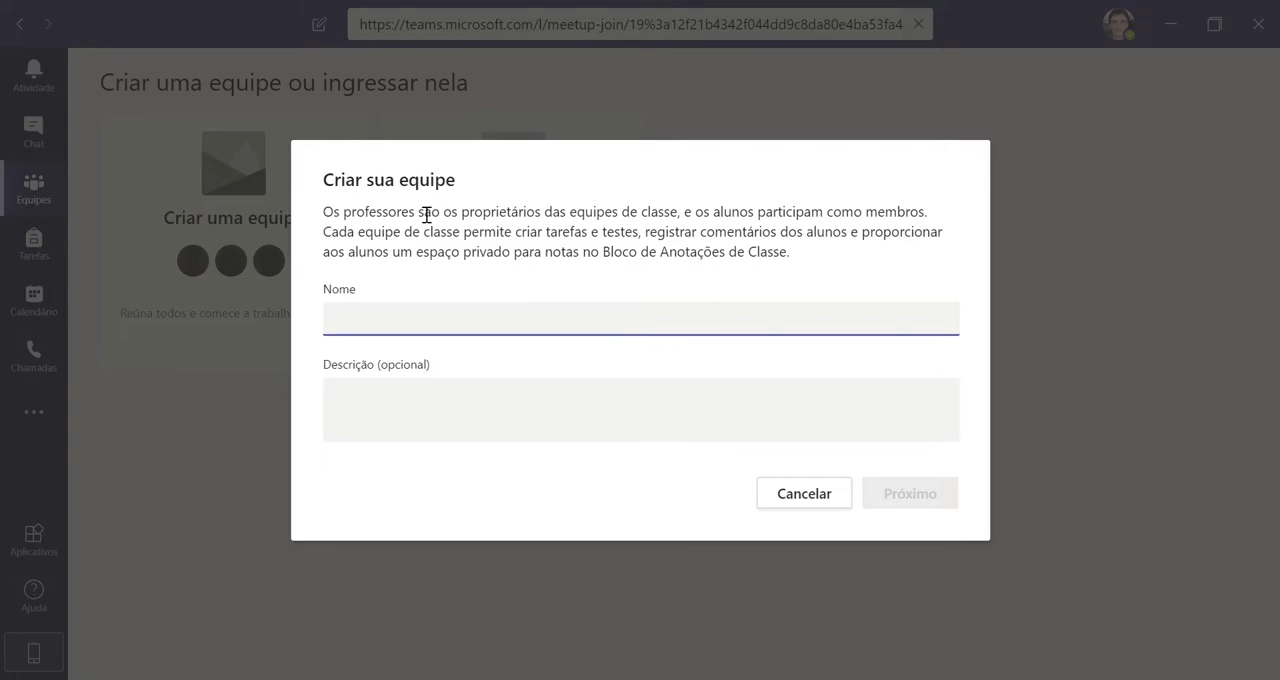 https://teams.microsoft.com/l/meetup-join/19%3a12f21b4342f044dd9c8da80e4ba53fa4
Atividade
Chat
Equipes
Tarefas
Calendário
Chamadas
Aplicativos
Ajuda
Criar uma equipe ou ingressar nela
Criar uma equip
Reúna todos e comece a trabalh
Criar sua equipe
Os professores são os proprietários das equipes de classe, e os alunos participam como membros.
Cada equipe de classe permite criar tarefas e testes, registrar comentários dos alunos e proporcionar
aos alunos um espaço privado para notas no Bloco de Anotações de Classe.
Nome
Descrição (opcional)
Cancelar
Próximo